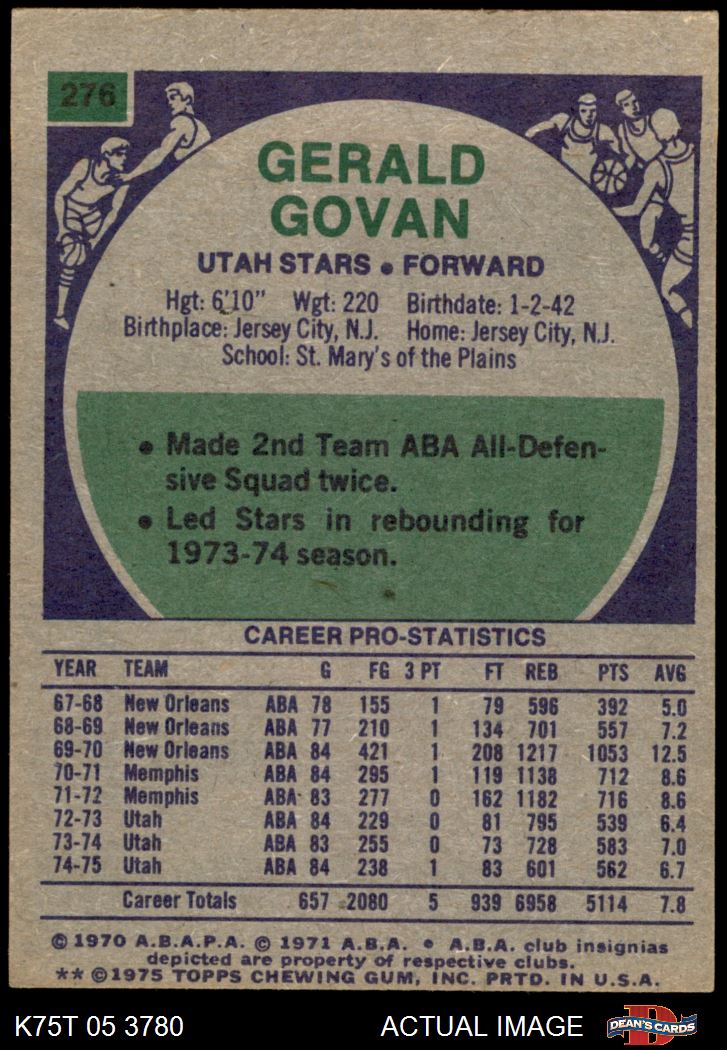 276
GERALD
GOVAN
UTAH STARS • FORWARD
Hgt: 6'10" Wgt: 220 Birthdate: 1-2-42
Birthplace: Jersey City, N.J. Home: Jersey City, N.J.
School: St. Mary's of the Plains
• Made 2nd Team ABA All-Defen-
sive Squad twice.
• Led Stars in rebounding for
1973-74 season.
CAREER PRO-STATISTICS
YEAR TEAM G FG 3 PT FT REB PTS AVG
67-68 New Orleans ABA 78 155 1 79 596 392 5.0
68-69 New Orleans ABA 77 210 1 134 701 557 7.2
69-70 New Orleans ABA 84 421 1 208 1217 1053 12.5
70-71 Memphis ABA 84 295 1 119 1138 712 8.6
71-72 Memphis ABA 83 277 0 162 1182 716 8.6
72-73 Utah ABA 84 229 0 81 795 539 6.4
73-74 Utah ABA 83 255 0 73 728 583 7.0
74-75 Utah ABA 84 238 1 83 601 562 6.7
Career Totals 657 2080 5 939 6958 5114 7.8
© 1970 A.B.A.P.A. © 1971 A.B.A. • A.B.A. club insignias
depicted are property of respective clubs.
** © 1975 TOPPS CHEWING GUM, INC. PRTD. IN U.S.A.
K75T 05 3780 ACTUAL IMAGE D DEAN'S CARDS